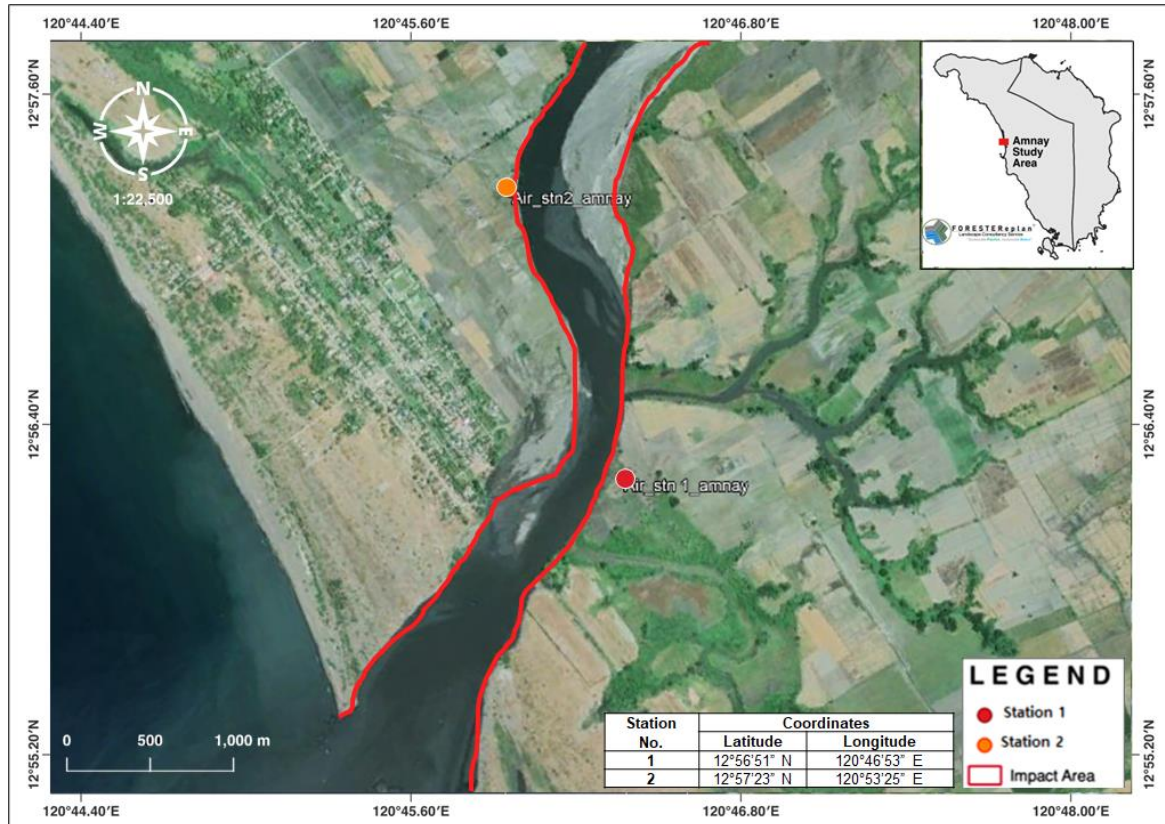 120°44.40′E 120°45.60′E 120°46.80′E 120°48.00′E
12°57.60′N
12°57.60′N
N
W E
S
1:22,500
Amnay
Study
Area
FORESTEReplan
Landscape Consultancy Service
Air_stn2_amnay
12°56.40′N
12°56.40′N
Air_stn 1_amnay
LEGEND
Station 1
Station 2
Impact Area
0 500 1,000 m
Station No. Coordinates
Latitude Longitude
1 12°56'51” N 120°46'53” E
2 12°57'23” N 120°53'25” E
12°55.20′N
12°55.20′N
120°44.40′E 120°45.60′E 120°46.80′E 120°48.00′E